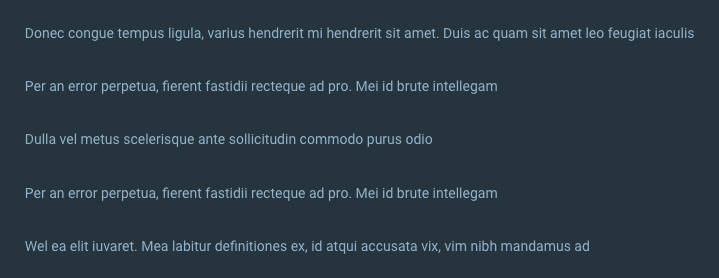 Donec congue tempus ligula, varius hendrerit mi hendrerit sit amet. Duis ac quam sit amet leo feugiat iaculis
Per an error perpetua, fierent fastidii recteque ad pro. Mei id brute intellegam
Dulla vel metus scelerisque ante sollicitudin commodo purus odio
Per an error perpetua, fierent fastidii recteque ad pro. Mei id brute intellegam
Wel ea elit iuvaret. Mea labitur definitiones ex, id atqui accusata vix, vim nibh mandamus ad